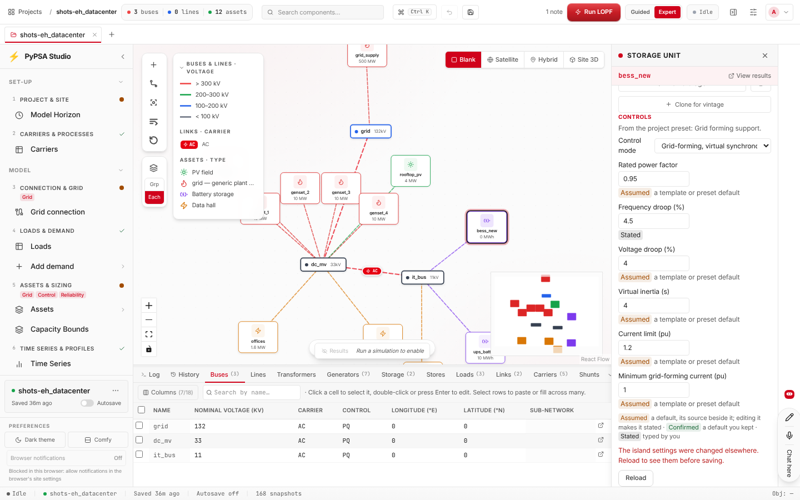 Projects / shots-eh_datacenter
3 buses 0 lines 12 assets
Search components...
Ctrl K
1 note
Run LOPF
Guided Expert
Idle
A
shots-eh_datacenter
PyPSA Studio
SET-UP
1 PROJECT & SITE
Model Horizon
2 CARRIERS & PROCESSES
Carriers
MODEL
3 CONNECTION & GRID
Grid
Grid connection
4 LOADS & DEMAND
Loads
Add demand
5 ASSETS & SIZING
Grid Control Reliability
Assets
Capacity Bounds
6 TIME SERIES & PROFILES
Time Series
shots-eh_datacenter
Saved 36m ago
Autosave
PREFERENCES
Dark theme
Comfy
Browser notifications
Off
Blocked in this browser: allow notifications in the browser's site settings
Grp
Each
BUSES & LINES · VOLTAGE
> 300 kV
200–300 kV
100–200 kV
< 100 kV
LINKS · CARRIER
AC AC
ASSETS · TYPE
PV field
grid — generic plant ...
Battery storage
Data hall
Blank
Satellite
Hybrid
Site 3D
grid_supply
500 MW
grid 132kV
rooftop_pv
4 MW
genset_2
10 MW
genset_3
10 MW
genset_4
10 MW
10 MW
bess_new
0 MWh
dc_mv 33kV
AC
it_bus 11kV
offices
1.8 MW
ups_batt
React Flow
Results
Run a simulation to enable
Log
History
Buses (3)
Lines
Transformers
Generators (7)
Storage (2)
Stores
Loads (3)
Links (2)
Carriers (5)
Shunts
Columns (7/18)
Search by name...
· Click a cell to select it, double-click or press Enter to edit. Select rows to paste or fill across many.
NAME NOMINAL VOLTAGE (KV) CARRIER CONTROL LONGITUDE (°E) LATITUDE (°N) SUB-NETWORK
grid 132 AC PQ 0 0
dc_mv 33 AC PQ 0 0
it_bus 11 AC PQ 0 0
STORAGE UNIT
bess_new
View results
Clone for vintage
CONTROLS
From the project preset: Grid forming support.
Control mode
Grid-forming, virtual synchronc
Rated power factor
0.95
Assumed a template or preset default
Frequency droop (%)
4.5
Stated
Voltage droop (%)
4
Assumed a template or preset default
Virtual inertia (s)
4
Assumed a template or preset default
Current limit (pu)
1.2
Assumed a template or preset default
Minimum grid-forming current (pu)
1
Assumed a template or preset default
Assumed a default, its source beside it; editing it makes it stated · Confirmed a default you kept · Stated typed by you
The island settings were changed elsewhere. Reload to see them before saving.
Reload
Chat here
Idle
shots-eh_datacenter
Saved 36m ago
Autosave off
168 snapshots
Obj: —